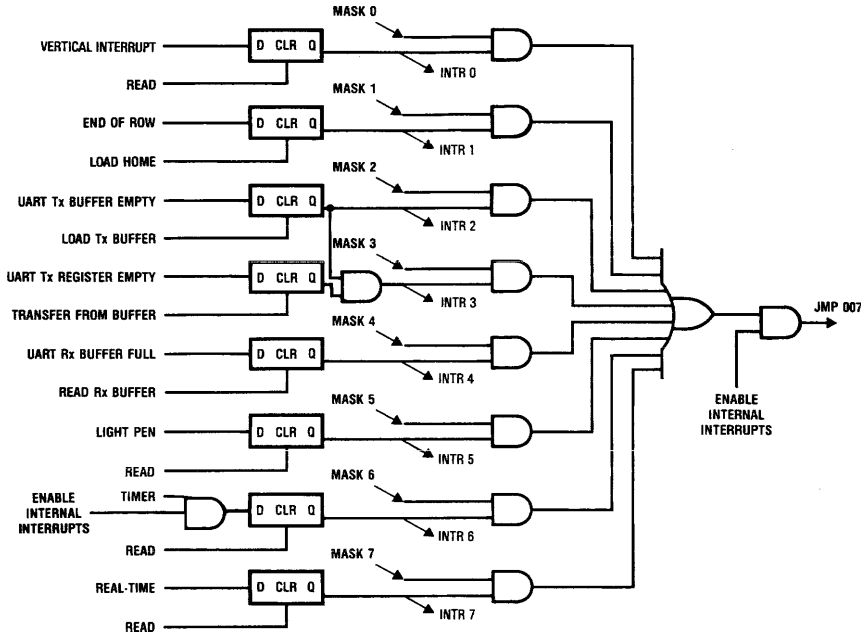 MASK 0
VERTICAL INTERRUPT
D CLR Q
READ
INTR 0
MASK 1
END OF ROW
D CLR Q
LOAD HOME
INTR 1
MASK 2
UART Tx BUFFER EMPTY
D CLR Q
LOAD Tx BUFFER
INTR 2
MASK 3
UART Tx REGISTER EMPTY
D CLR Q
TRANSFER FROM BUFFER
INTR 3
MASK 4
UART Rx BUFFER FULL
D CLR Q
READ Rx BUFFER
INTR 4
MASK 5
LIGHT PEN
D CLR Q
READ
INTR 5
MASK 6
TIMER
ENABLE
INTERNAL
INTERRUPTS
D CLR Q
READ
INTR 6
MASK 7
REAL-TIME
D CLR Q
READ
INTR 7
JMP 007
ENABLE
INTERNAL
INTERRUPTS